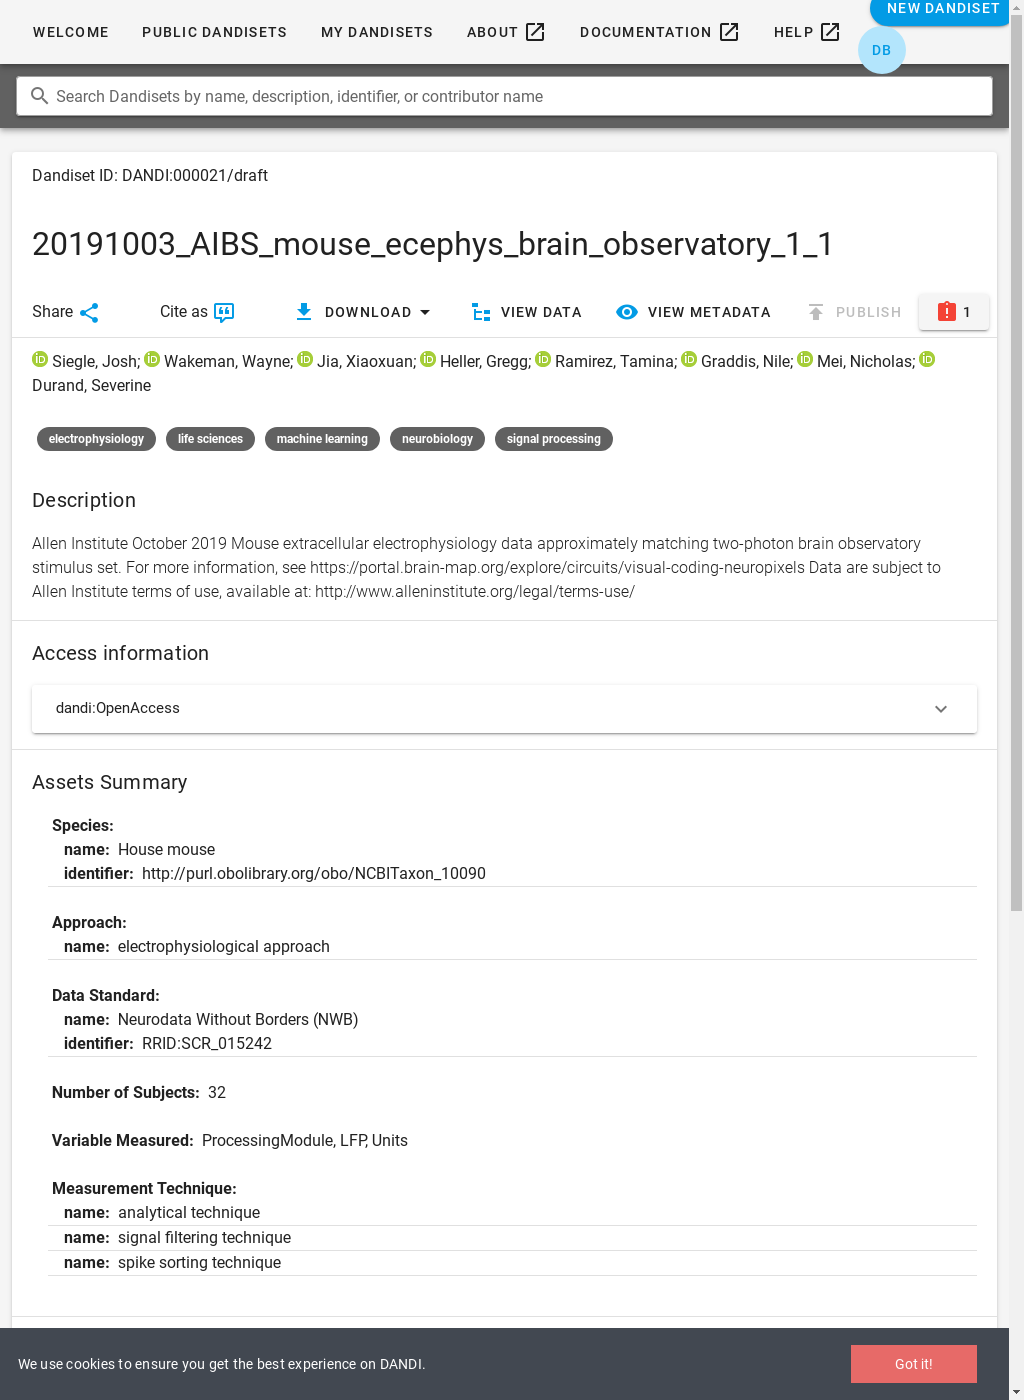 WELCOME PUBLIC DANDISETS MY DANDISETS ABOUT DOCUMENTATION HELP NEW DANDISET
DB
Search Dandisets by name, description, identifier, or contributor name
Dandiset ID: DANDI:000021/draft
20191003_AIBS_mouse_ecephys_brain_observatory_1_1
Share Cite as DOWNLOAD VIEW DATA VIEW METADATA PUBLISH 1
iD Siegle, Josh; iD Wakeman, Wayne; iD Jia, Xiaoxuan; iD Heller, Gregg; iD Ramirez, Tamina; iD Graddis, Nile; iD Mei, Nicholas; iD
Durand, Severine
electrophysiology life sciences machine learning neurobiology signal processing
Description
Allen Institute October 2019 Mouse extracellular electrophysiology data approximately matching two-photon brain observatory
stimulus set. For more information, see https://portal.brain-map.org/explore/circuits/visual-coding-neuropixels Data are subject to
Allen Institute terms of use, available at: http://www.alleninstitute.org/legal/terms-use/
Access information
dandi:OpenAccess
Assets Summary
Species:
name: House mouse
identifier: http://purl.obolibrary.org/obo/NCBITaxon_10090
Approach:
name: electrophysiological approach
Data Standard:
name: Neurodata Without Borders (NWB)
identifier: RRID:SCR_015242
Number of Subjects: 32
Variable Measured: ProcessingModule, LFP, Units
Measurement Technique:
name: analytical technique
name: signal filtering technique
name: spike sorting technique
We use cookies to ensure you get the best experience on DANDI. Got it!